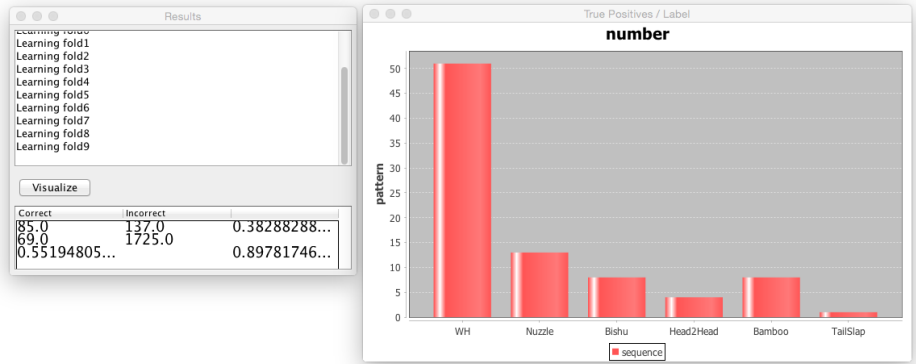 Results
Learning fold0
Learning fold1
Learning fold2
Learning fold3
Learning fold4
Learning fold5
Learning fold6
Learning fold7
Learning fold8
Learning fold9
Visualize
Correct Incorrect
85.0 137.0 0.38288288...
69.0 1725.0
0.55194805... 0.89781746...
True Positives / Label
number
pattern
50
45
40
35
30
25
20
15
10
5
0
WH Nuzzle Bishu Head2Head Bamboo TailSlap
sequence